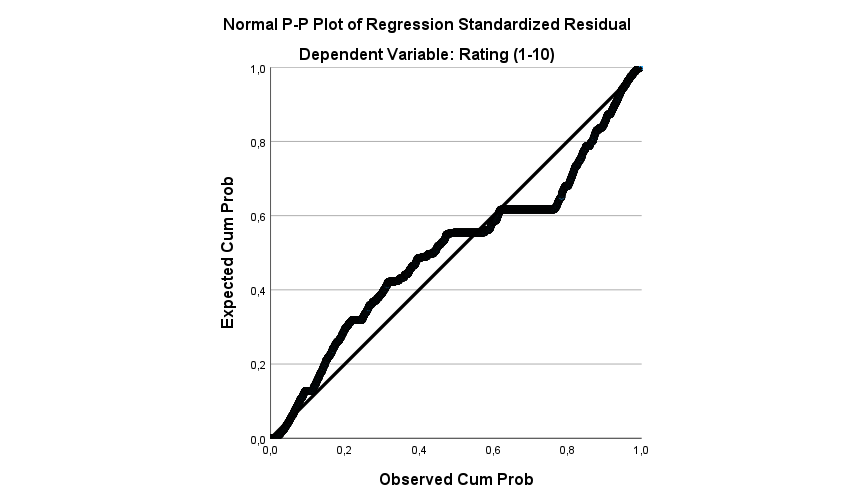 Normal P-P Plot of Regression Standardized Residual
Dependent Variable: Rating (1-10)
Expected Cum Prob
1,0
0,8
0,6
0,4
0,2
0,0
0,0 0,2 0,4 0,6 0,8 1,0
Observed Cum Prob